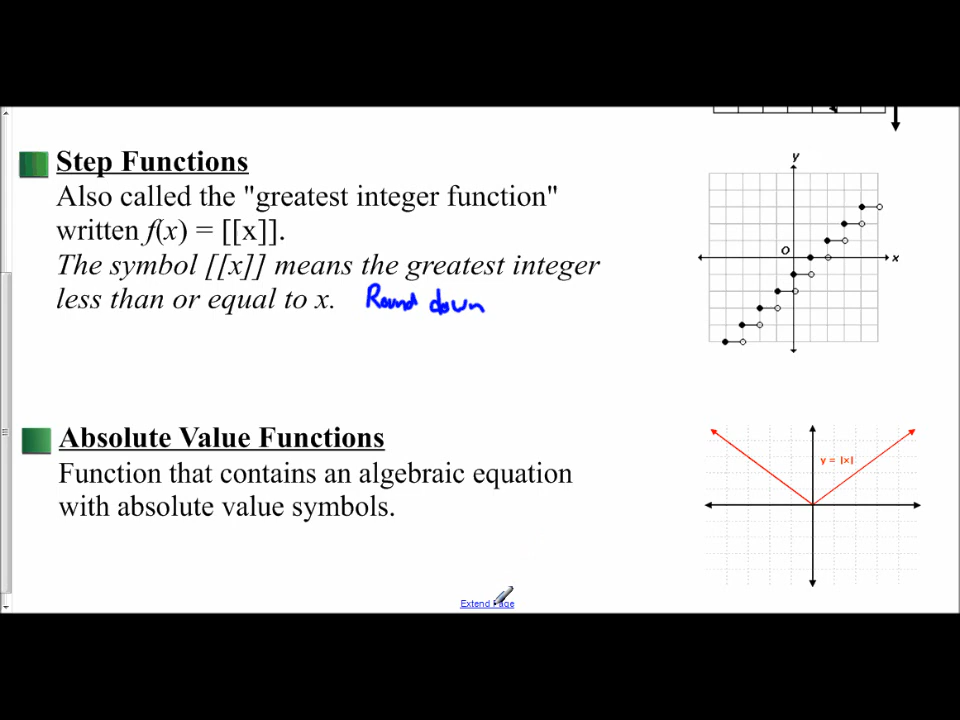 Step Functions
Also called the "greatest integer function"
written f(x) = [[x]].
The symbol [[x]] means the greatest integer
less than or equal to x. Round down
y
O
x
Absolute Value Functions
Function that contains an algebraic equation
with absolute value symbols.
y = |x|
Extend Page